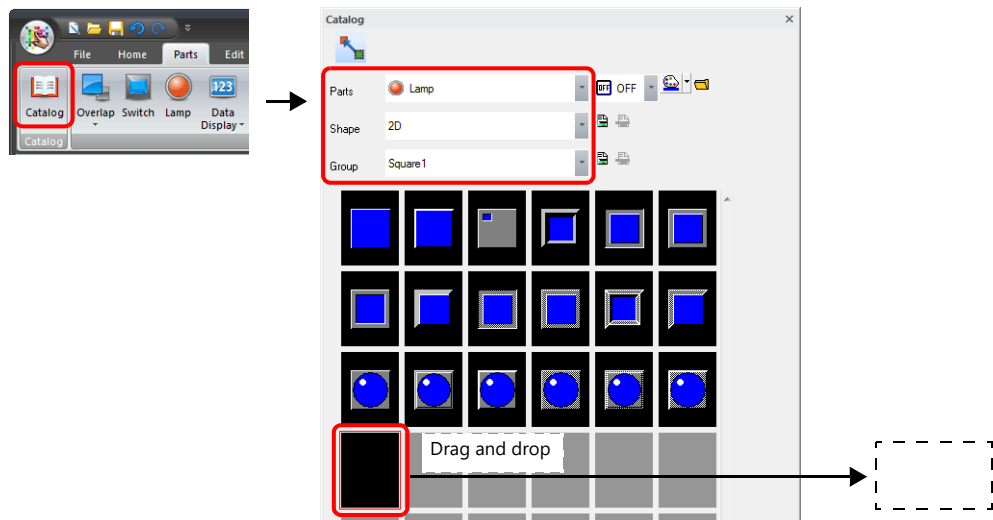 File Home Parts Edit
Catalog Overlap Switch Lamp Data
Display
123
Catalog
Catalog
Parts Lamp OFF OFF
Shape 2D
Group Square1
Drag and drop